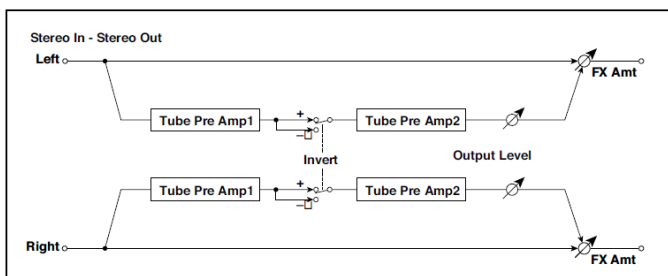 Stereo In - Stereo Out
Left
FX Amt
Tube Pre Amp1
+
−
Tube Pre Amp2
Invert
Output Level
Tube Pre Amp1
+
−
Tube Pre Amp2
Right
FX Amt